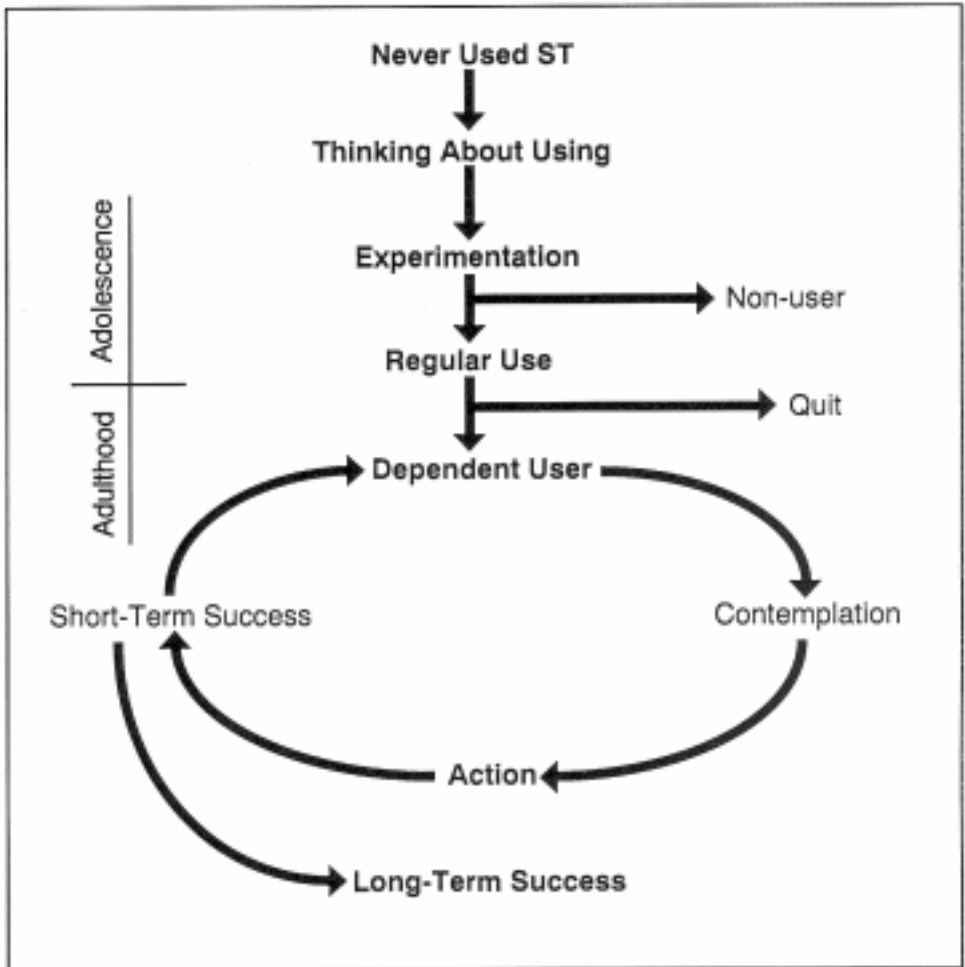 Never Used ST
Thinking About Using
Adolescence
Experimentation
Non-user
Regular Use
Quit
Adulthood
Dependent User
Short-Term Success
Contemplation
Action
Long-Term Success